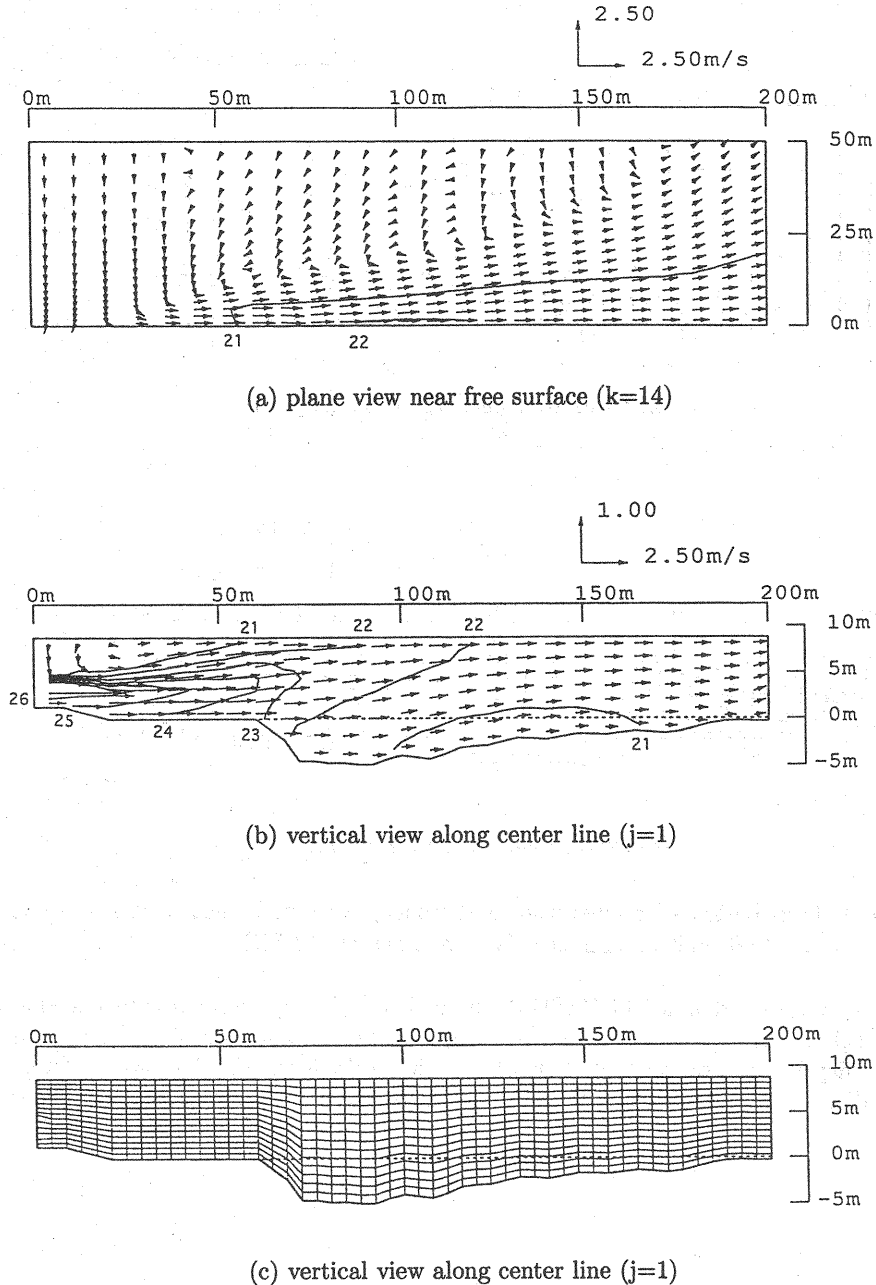 2.50
2.50m/s
0m 50m 100m 150m 200m
50m
25m
0m
21 22
(a) plane view near free surface (k=14)
1.00
2.50m/s
0m 50m 100m 150m 200m
21 22 22
10m
5m
26
0m
25 24 23 21
-5m
(b) vertical view along center line (j=1)
0m 50m 100m 150m 200m
10m
5m
0m
-5m
(c) vertical view along center line (j=1)